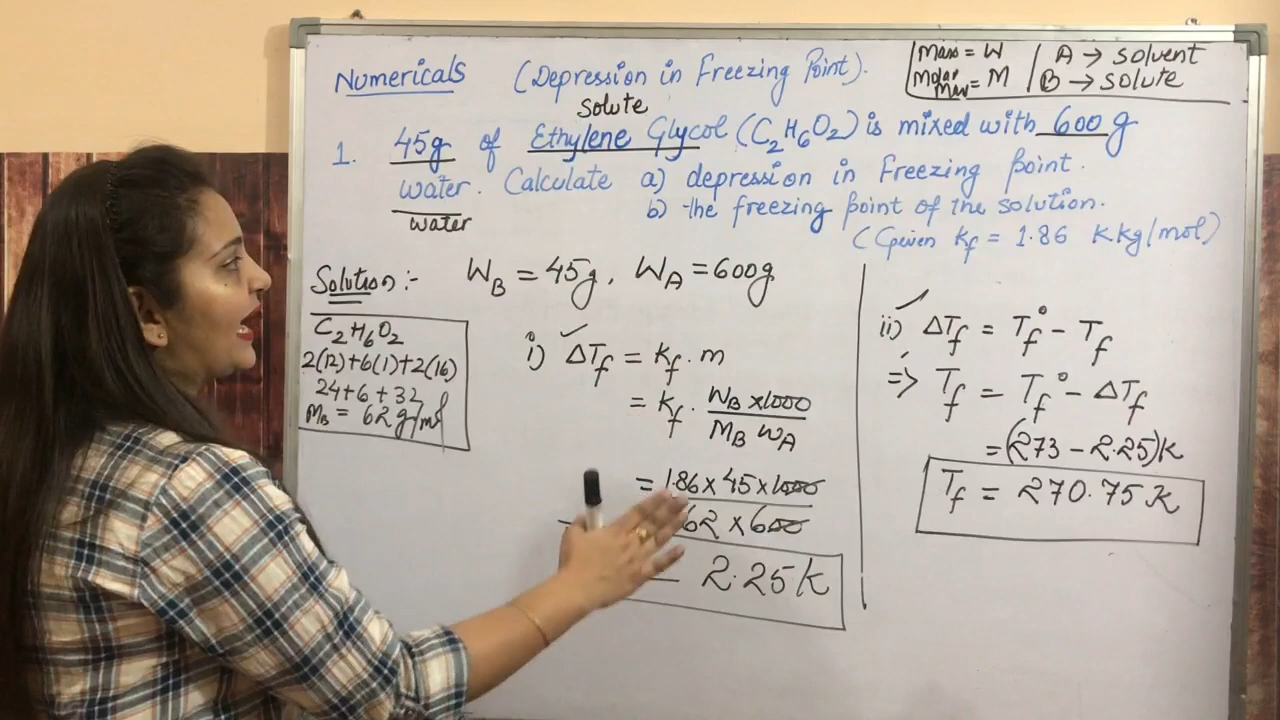 Numericals (Depression in Freezing Point).
Mass = W
Molar Mass = M
A → Solvent
B → Solute
Solute
1. 45g of Ethylene Glycol (C2H6O2) is mixed with 600 g
water. Calculate a) depression in Freezing point.
water
b) the freezing point of the solution.
(Given Kf = 1.86 K kg/mol)
Solution :- WB = 45g, WA = 600g
C2H6O2
2(12)+6(1)+2(16)
24+6+32
MB = 62 g/mol
i) ✓ ΔTf = Kf . m
= Kf . WB × 1000 / MB WA
= 1.86 × 45 × 1000 / 62 × 600
= 2.25 K
ii) ✓ ΔTf = Tf° - Tf
=> Tf = Tf° - ΔTf
= (273 - 2.25) K
Tf = 270.75 K